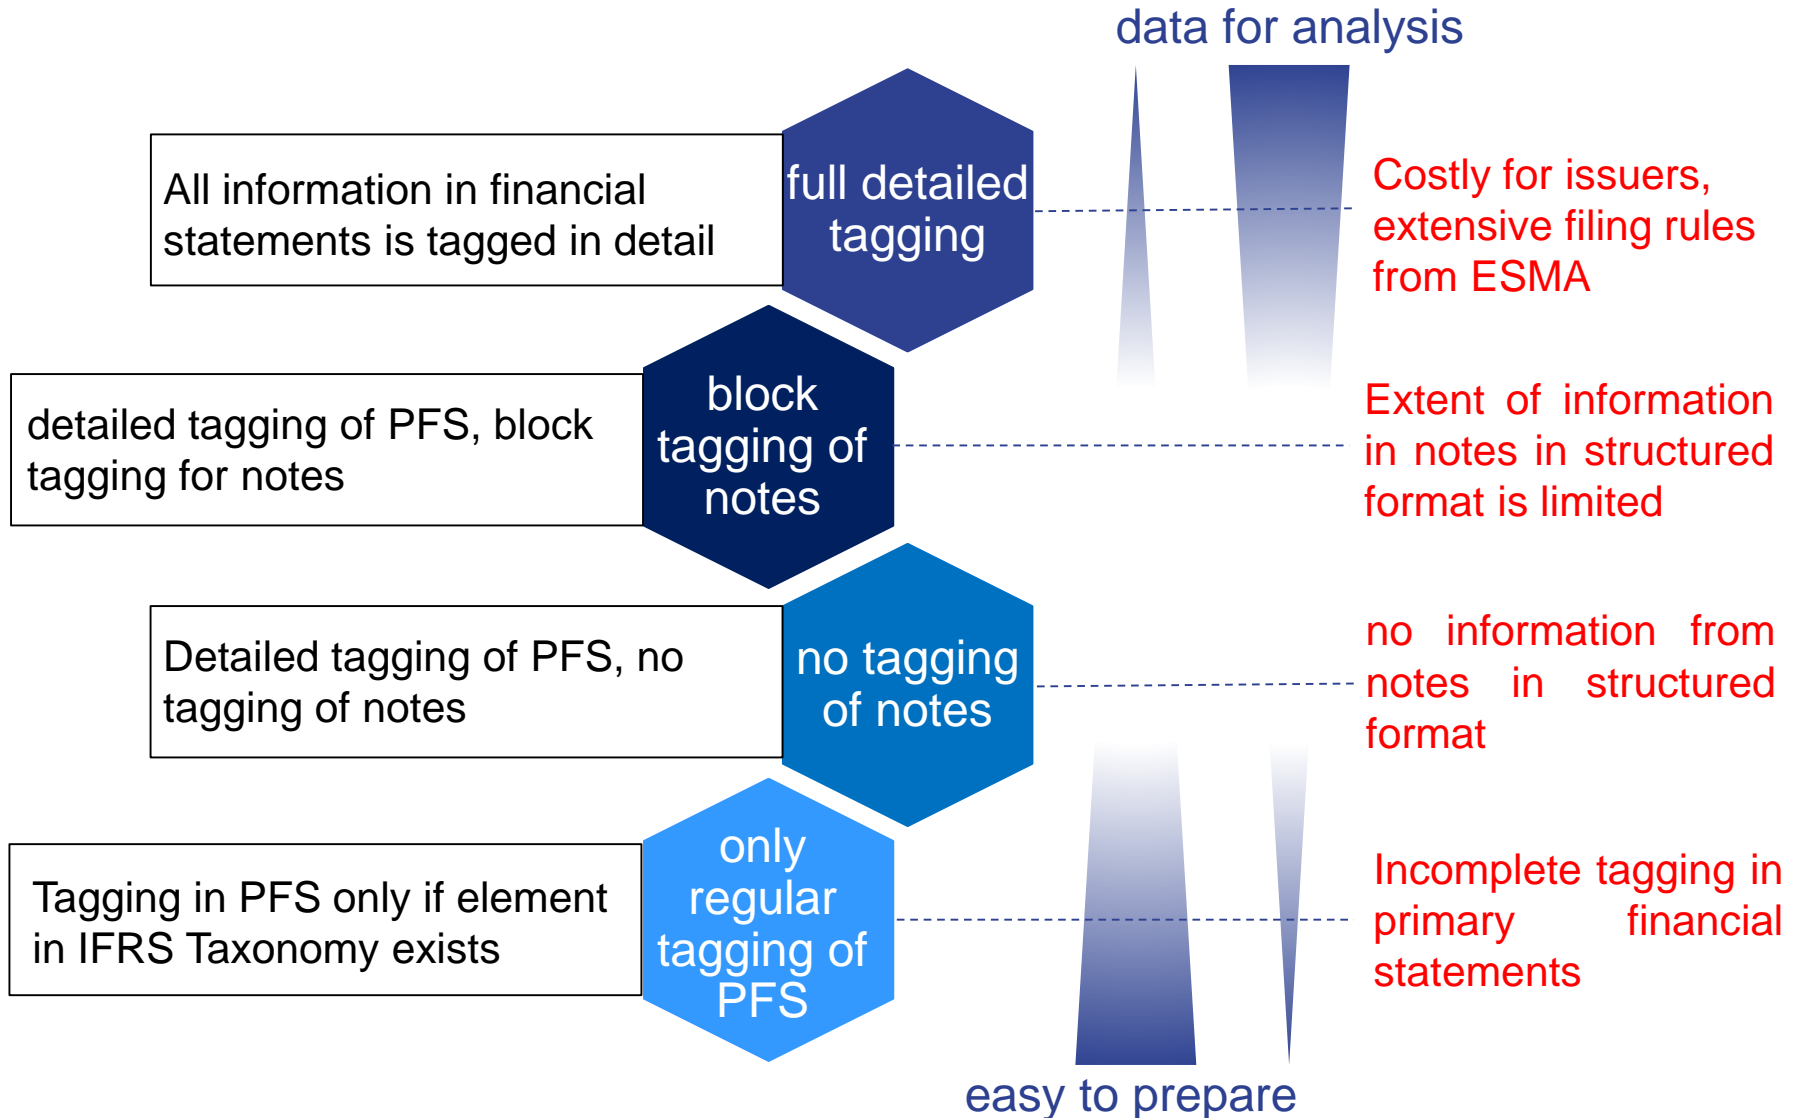 data for analysis
All information in financial
statements is tagged in detail
full detailed
tagging
Costly for issuers,
extensive filing rules
from ESMA
detailed tagging of PFS, block
tagging for notes
block
tagging of
notes
Extent of information
in notes in structured
format is limited
Detailed tagging of PFS, no
tagging of notes
no tagging
of notes
no information from
notes in structured
format
Tagging in PFS only if element
in IFRS Taxonomy exists
only
regular
tagging of
PFS
Incomplete tagging in
primary financial
statements
easy to prepare